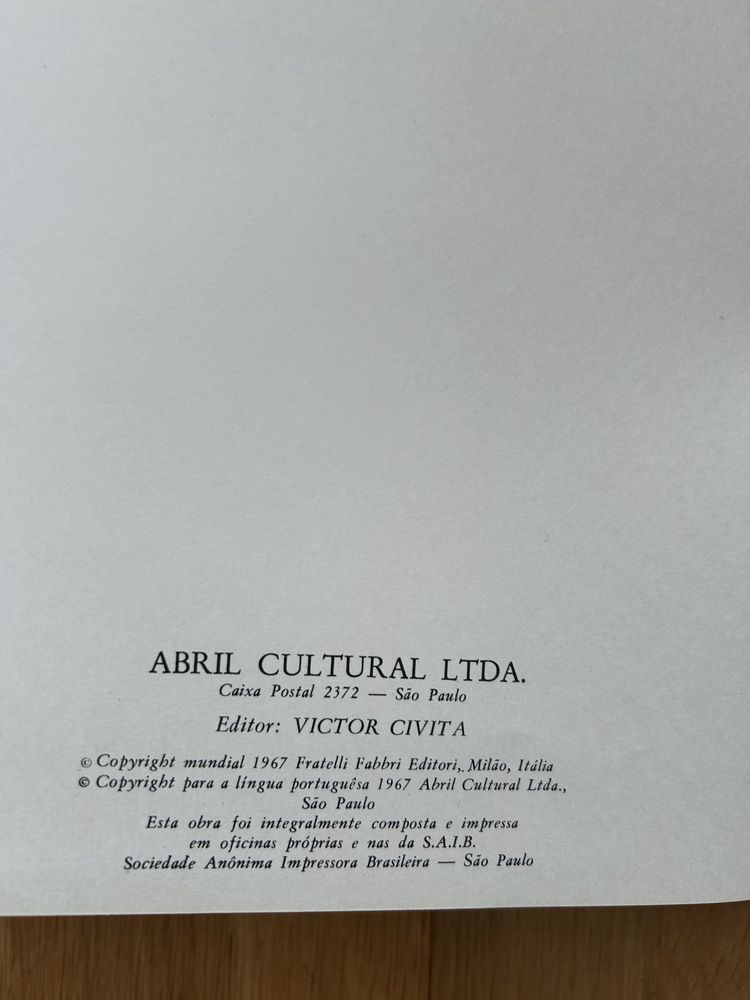 ABRIL CULTURAL LTDA.
Caixa Postal 2372 — São Paulo
Editor: VICTOR CIVITA
© Copyright mundial 1967 Fratelli Fabbri Editori,. Milão, Itália
© Copyright para a língua portuguêsa 1967 Abril Cultural Ltda.,
São Paulo
Esta obra foi integralmente composta e impressa
em oficinas próprias e nas da S.A.I.B.
Sociedade Anônima Impressora Brasileira — São Paulo